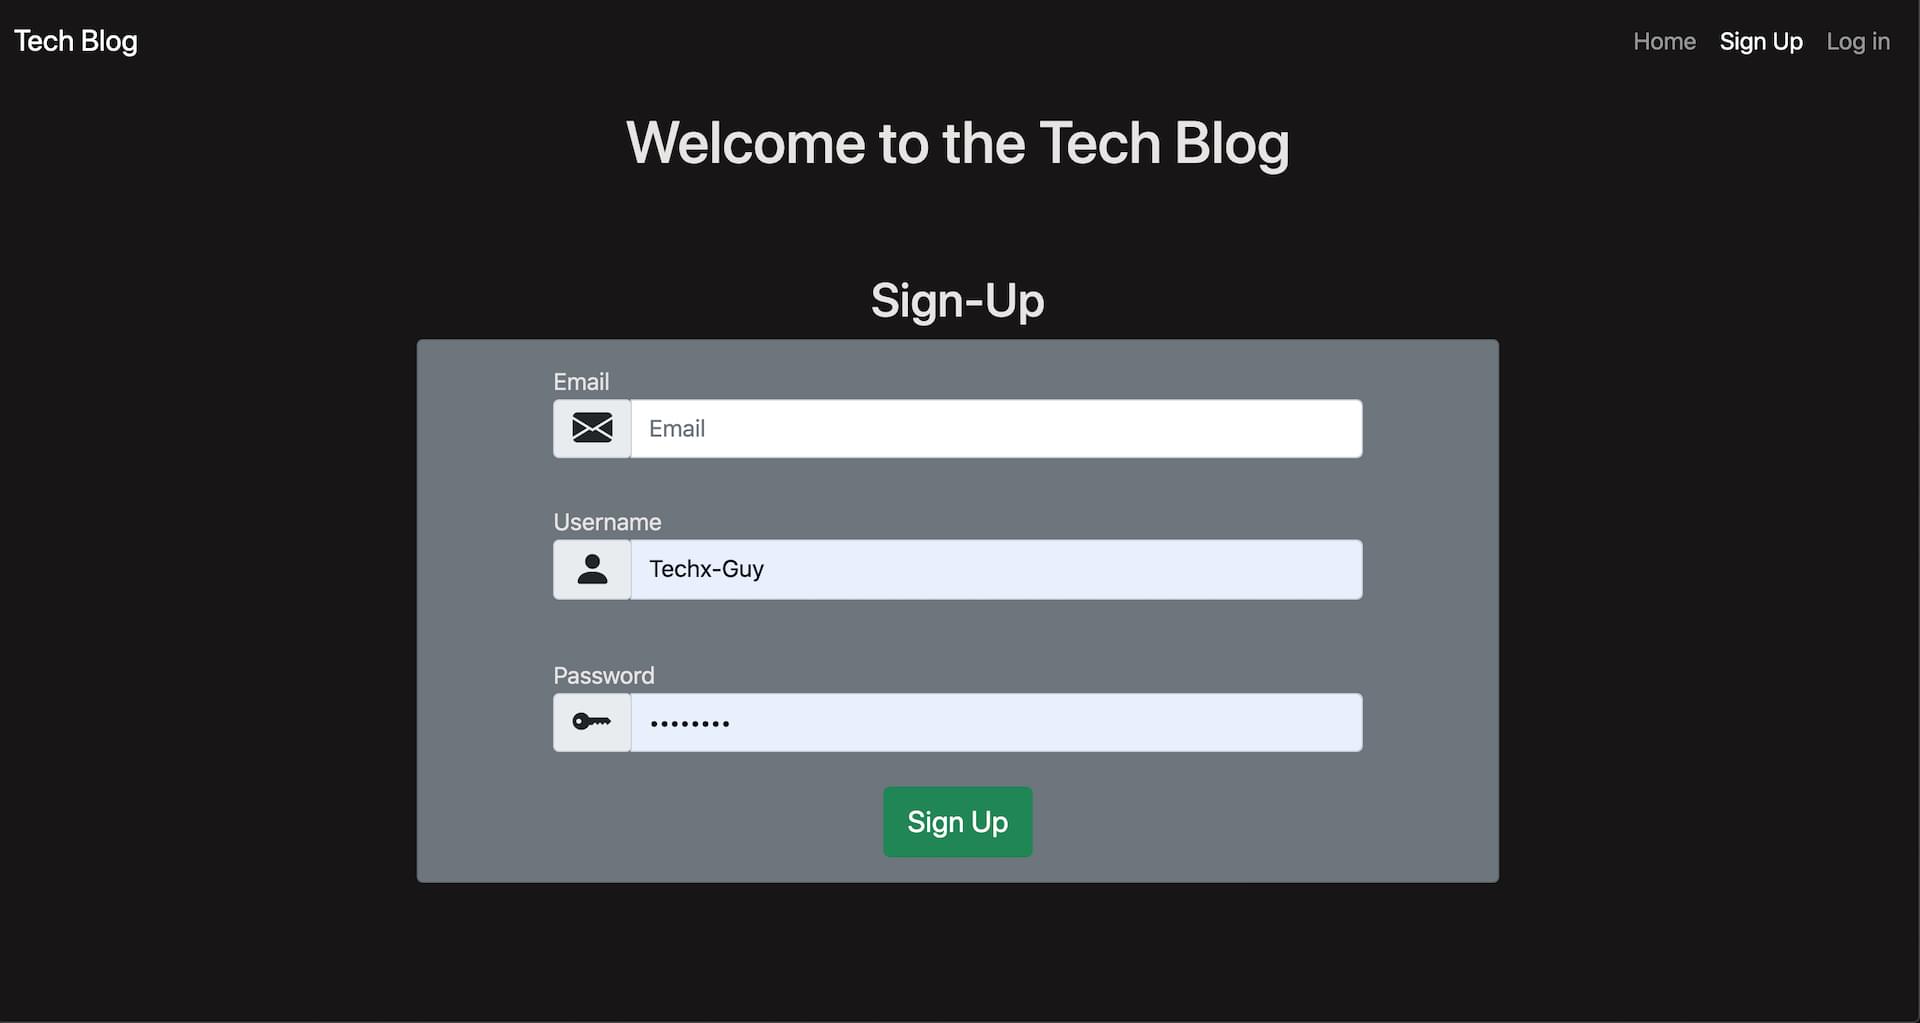 Tech Blog
Home Sign Up Log in
Welcome to the Tech Blog
Sign-Up
Email
Email
Username
Techx-Guy
Password
••••••••
Sign Up